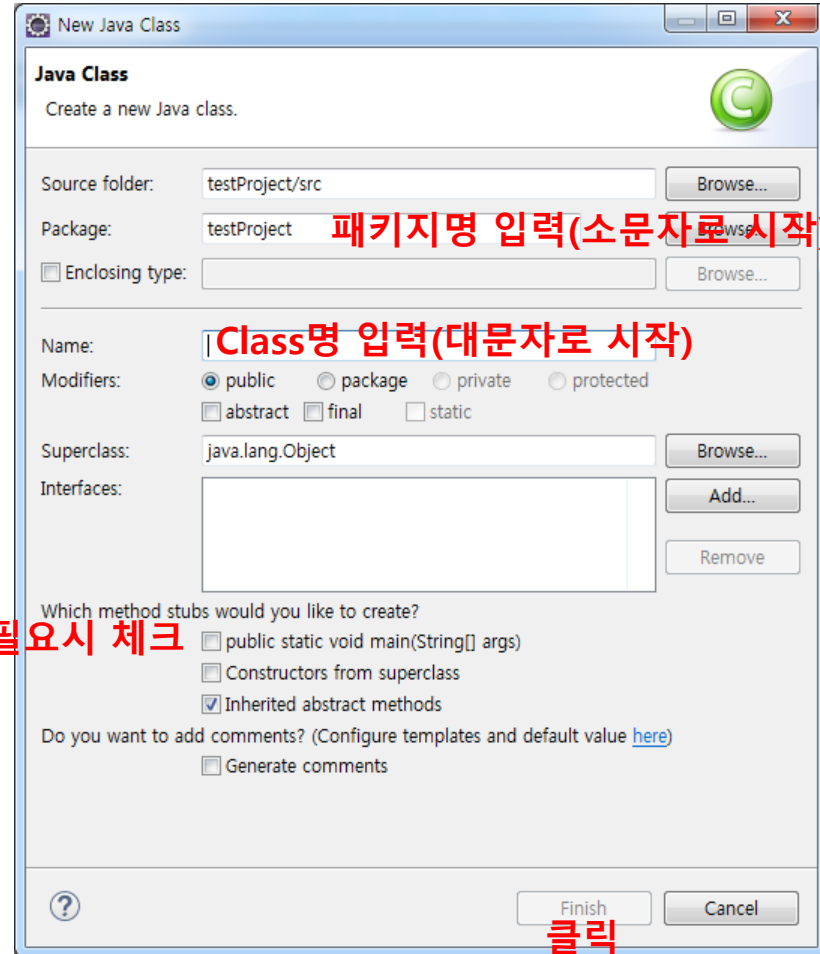 New Java Class
Java Class
Create a new Java class.
Source folder: testProject/src Browse...
Package: testProject 패키지명 입력(소문자로 시작 Browse...
Enclosing type: Browse...
Name: Class명 입력(대문자로 시작)
Modifiers: public package private protected
abstract final static
Superclass: java.lang.Object Browse...
Interfaces: Add...
Remove
Which method stubs would you like to create?
필요시 체크 public static void main(String[] args)
Constructors from superclass
Inherited abstract methods
Do you want to add comments? (Configure templates and default value here)
Generate comments
? Finish Cancel
클릭